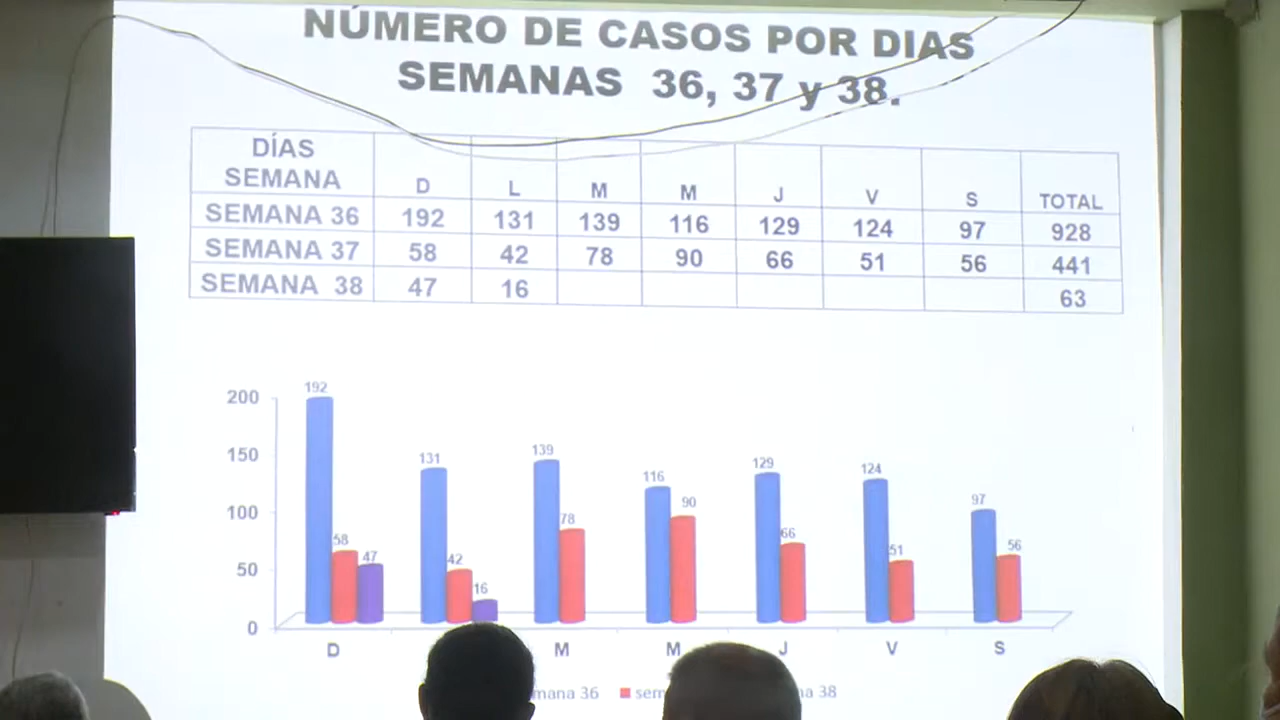 NÚMERO DE CASOS POR DIAS
SEMANAS 36, 37 y 38.
DÍAS SEMANA D L M M J V S TOTAL
SEMANA 36 192 131 139 116 129 124 97 928
SEMANA 37 58 42 78 90 66 51 56 441
SEMANA 38 47 16 63
200
150
100
50
0
192 58 47
131 42 16
139 78
116 90
129 66
124 51
97 56
D M M J V S
36 38